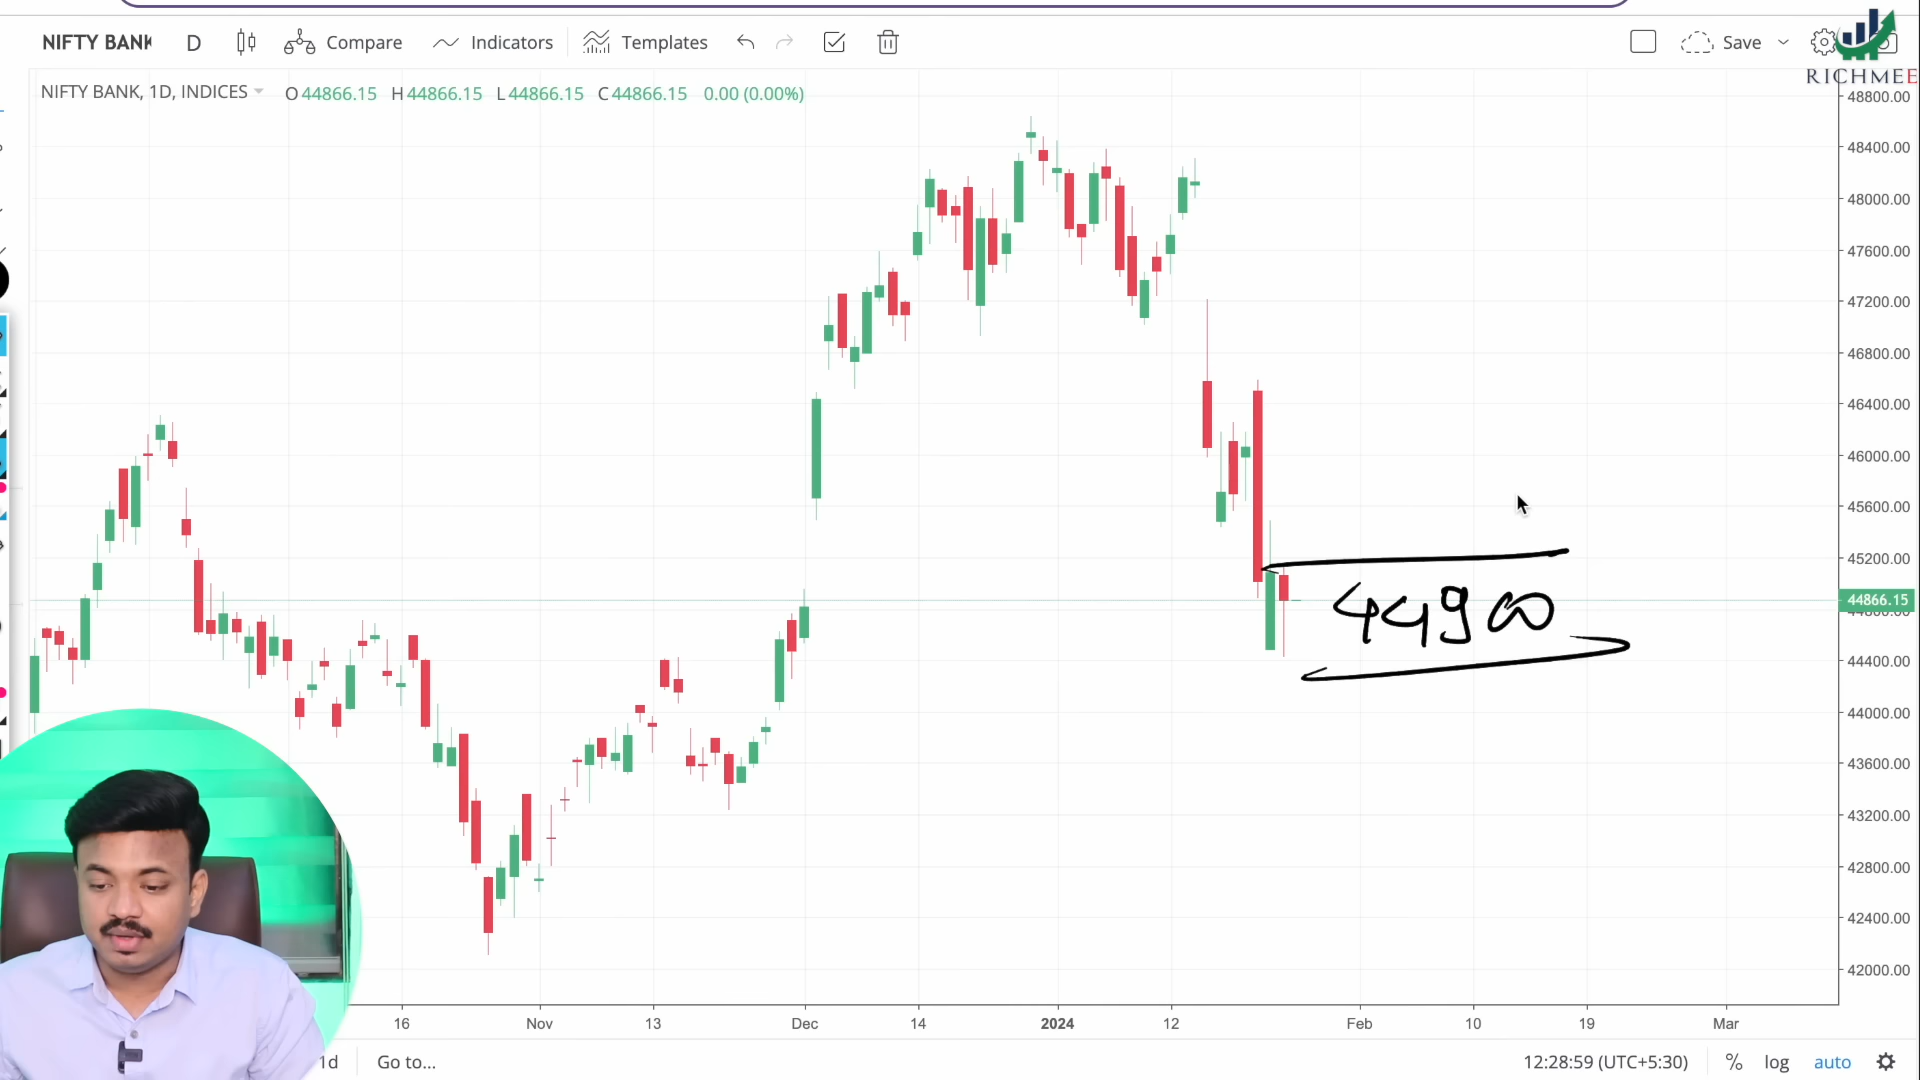 NIFTY BANK
D
Compare
Indicators
Templates
Save
RICHMEE
NIFTY BANK, 1D, INDICES
O44866.15 H44866.15 L44866.15 C44866.15 0.00 (0.00%)
48800.00
48400.00
48000.00
47600.00
47200.00
46800.00
46400.00
46000.00
45600.00
45200.00
44866.15
44900
44400.00
44000.00
43600.00
43200.00
42800.00
42400.00
42000.00
16 Nov 13 Dec 14 2024 12 Feb 10 19 Mar
1d Go to... 12:28:59 (UTC+5:30) % log auto